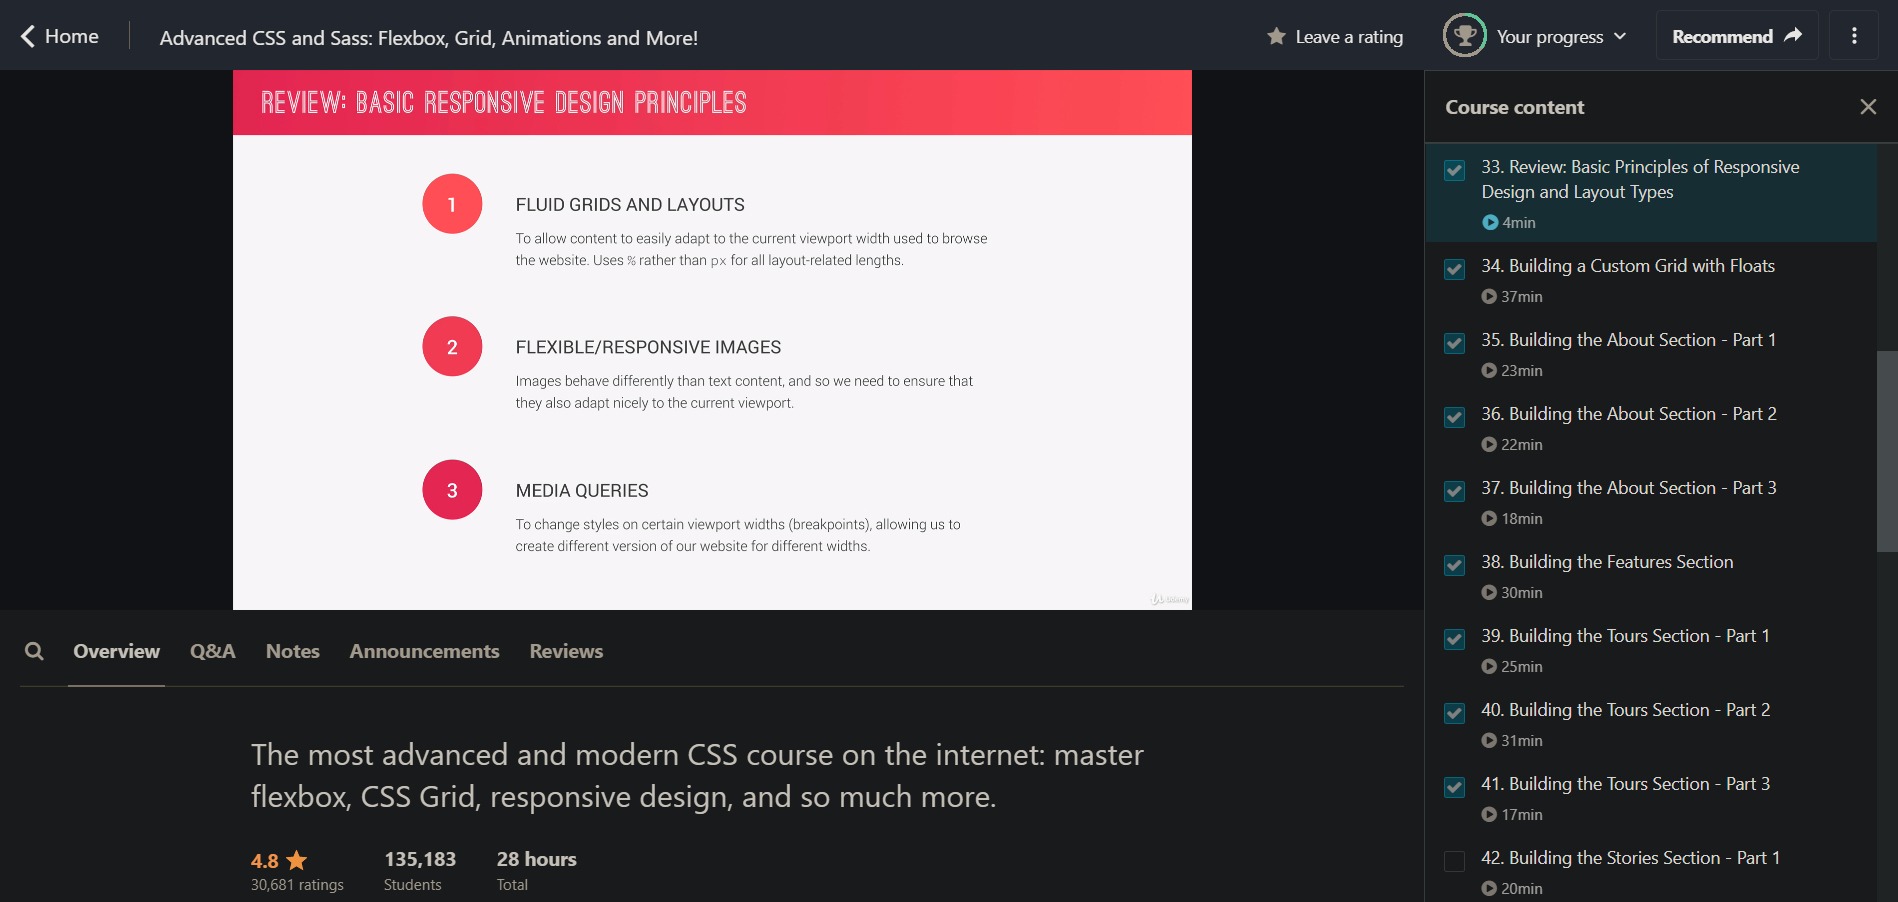 Home
Advanced CSS and Sass: Flexbox, Grid, Animations and More!
Leave a rating
Your progress
Recommend
REVIEW: BASIC RESPONSIVE DESIGN PRINCIPLES
1
FLUID GRIDS AND LAYOUTS
To allow content to easily adapt to the current viewport width used to browse
the website. Uses % rather than px for all layout-related lengths.
2
FLEXIBLE/RESPONSIVE IMAGES
Images behave differently than text content, and so we need to ensure that
they also adapt nicely to the current viewport.
3
MEDIA QUERIES
To change styles on certain viewport widths (breakpoints), allowing us to
create different version of our website for different widths.
Udemy
Overview
Q&A
Notes
Announcements
Reviews
The most advanced and modern CSS course on the internet: master
flexbox, CSS Grid, responsive design, and so much more.
4.8
30,681 ratings
135,183
Students
28 hours
Total
Course content
33. Review: Basic Principles of Responsive
Design and Layout Types
4min
34. Building a Custom Grid with Floats
37min
35. Building the About Section - Part 1
23min
36. Building the About Section - Part 2
22min
37. Building the About Section - Part 3
18min
38. Building the Features Section
30min
39. Building the Tours Section - Part 1
25min
40. Building the Tours Section - Part 2
31min
41. Building the Tours Section - Part 3
17min
42. Building the Stories Section - Part 1
20min